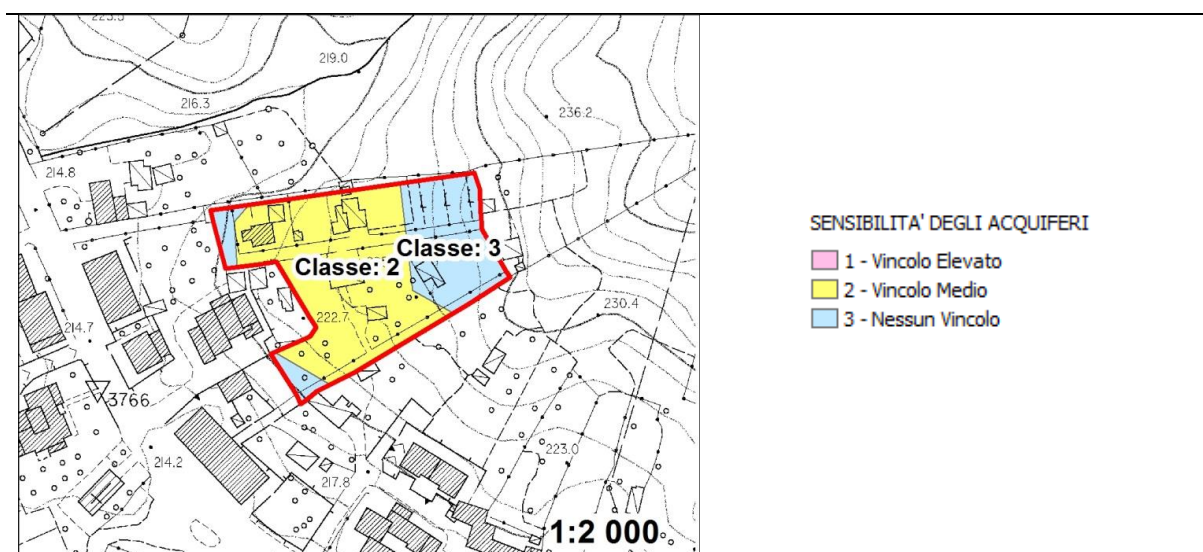 219.0
216.3
236.2
214.8
SENSIBILITA' DEGLI ACQUIFERI
Classe: 3
Classe: 2
1 - Vincolo Elevato
2 - Vincolo Medio
3 - Nessun Vincolo
230.4
222.7
214.7
3766
223.0
214.2
217.8
1:2 000